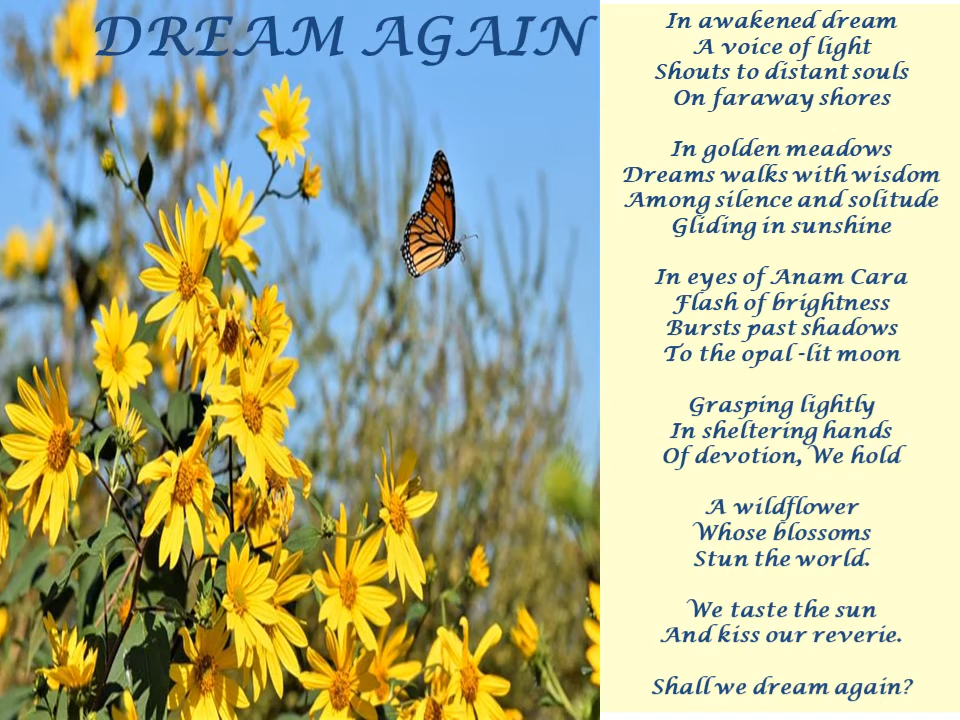 DREAM AGAIN
In awakened dream
A voice of light
Shouts to distant souls
On faraway shores
In golden meadows
Dreams walks with wisdom
Among silence and solitude
Gliding in sunshine
In eyes of Anam Cara
Flash of brightness
Bursts past shadows
To the opal -lit moon
Grasping lightly
In sheltering hands
Of devotion, We hold
A wildflower
Whose blossoms
Stun the world.
We taste the sun
And kiss our reverie.
Shall we dream again?